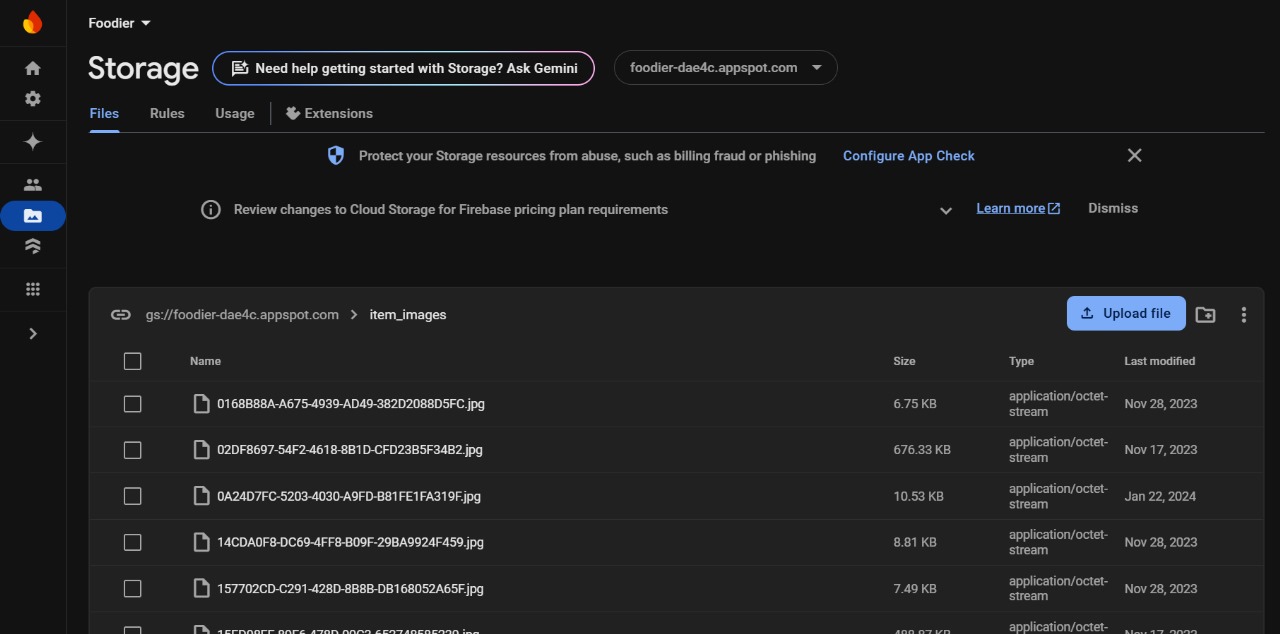 Foodier
Storage
Need help getting started with Storage? Ask Gemini
foodier-dae4c.appspot.com
Files Rules Usage Extensions
Protect your Storage resources from abuse, such as billing fraud or phishing Configure App Check
Review changes to Cloud Storage for Firebase pricing plan requirements Learn more Dismiss
gs://foodier-dae4c.appspot.com item_images Upload file
Name Size Type Last modified
0168B88A-A675-4939-AD49-382D2088D5FC.jpg 6.75 KB application/octet-stream Nov 28, 2023
02DF8697-54F2-4618-8B1D-CFD23B5F34B2.jpg 676.33 KB application/octet-stream Nov 17, 2023
0A24D7FC-5203-4030-A9FD-B81FE1FA319F.jpg 10.53 KB application/octet-stream Jan 22, 2024
14CDA0F8-DC69-4FF8-B09F-29BA9924F459.jpg 8.81 KB application/octet-stream Nov 28, 2023
157702CD-C291-428D-8B8B-DB168052A65F.jpg 7.49 KB application/octet-stream Nov 28, 2023
application/octet-